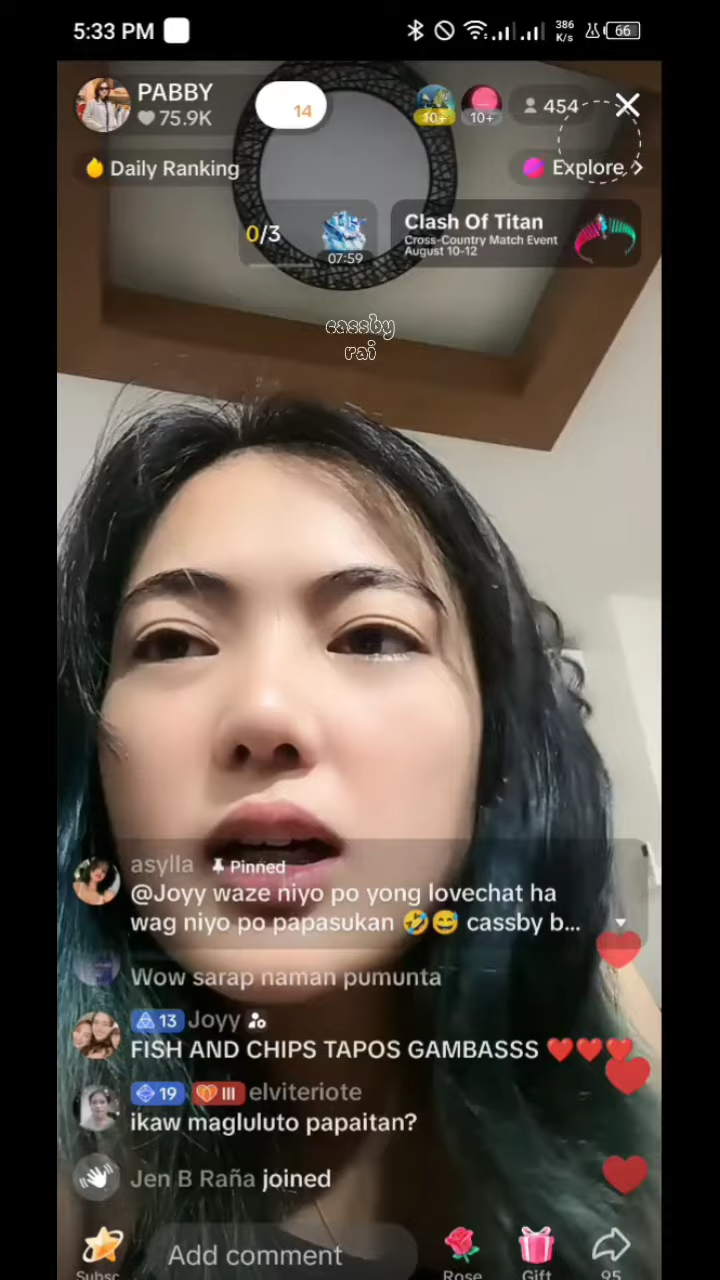 5:33 PM
386
K/s
66
PABBY
75.9K
14
10+
10+
454
Daily Ranking
Explore
0/3
07:59
Clash Of Titan
Cross-Country Match Event
August 10-12
cassby
rai
asylla Pinned
@Joyy waze niyo po yong lovechat ha
wag niyo po papasukan 🤣😅 cassby b...
Wow sarap naman pumunta
13 Joyy
FISH AND CHIPS TAPOS GAMBASSS ❤️❤️❤️
19 III elviteriote
ikaw magluluto papaitan?
Jen B Raña joined
Add comment
Subsc
Rose
Gift
95